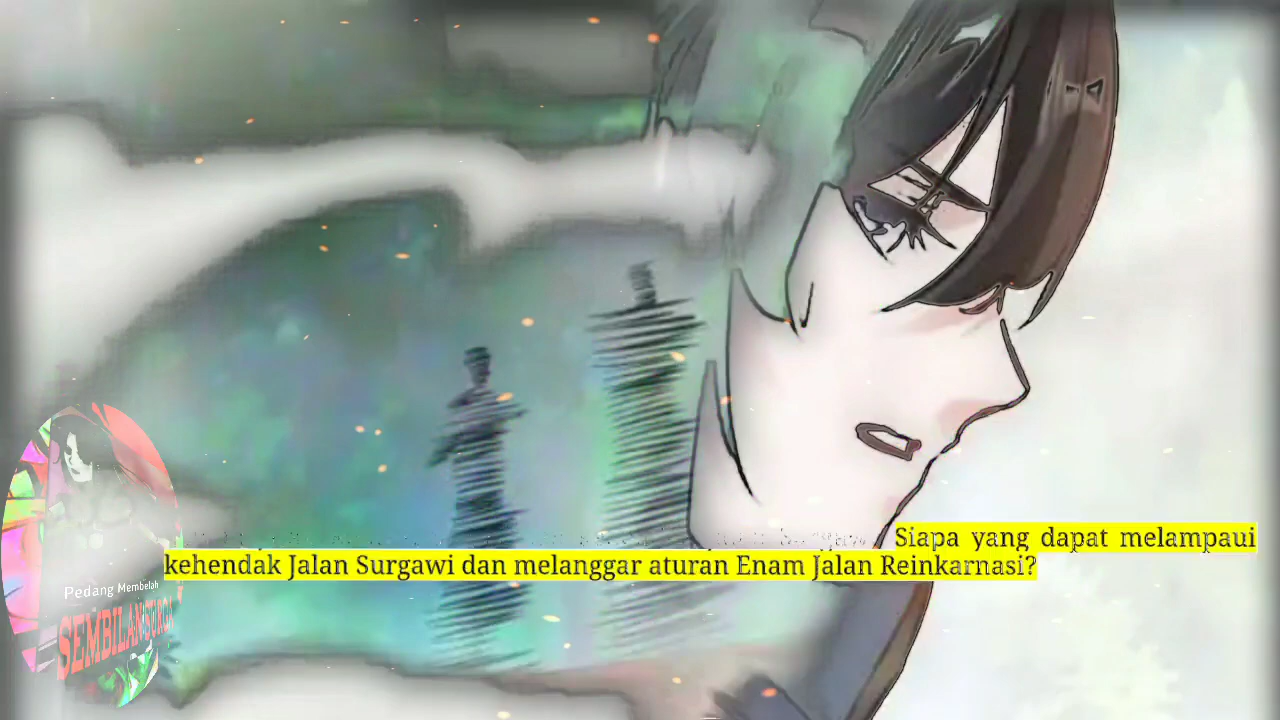 Siapa yang dapat melampaui
kehendak Jalan Surgawi dan melanggar aturan Enam Jalan Reinkarnasi?
Pedang Membelah
SEMBILAN SURGA